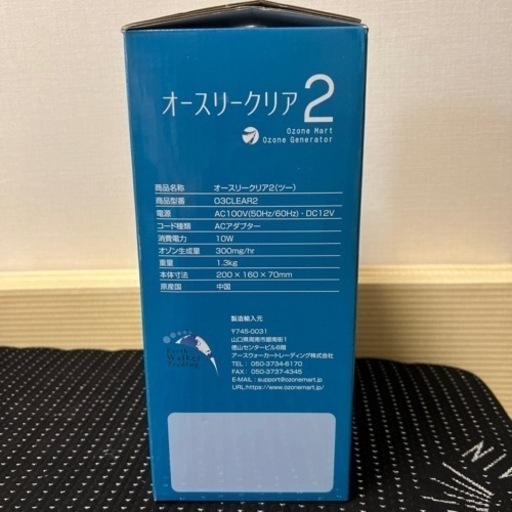 オースリークリア2
Ozone Mart
Ozone Generator
商品名称 オースリークリア2(ツー)
商品型番 O3CLEAR2
電源 AC100V(50Hz/60Hz)・DC12V
コード種類 ACアダプター
消費電力 10W
オゾン生成量 300mg/hr
重量 1.3kg
本体寸法 200×160×70mm
原産国 中国
製造輸入元
〒745-0031
山口県周南市銀南街1
徳山センタービル6階
アースウォーカートレーディング株式会社
TEL: 050-3734-6170
FAX: 050-3737-4345
E-MAIL: support@ozonemart.jp
URL:https://www.ozonemart.jp/
Earth
Walker
Trading
NIN